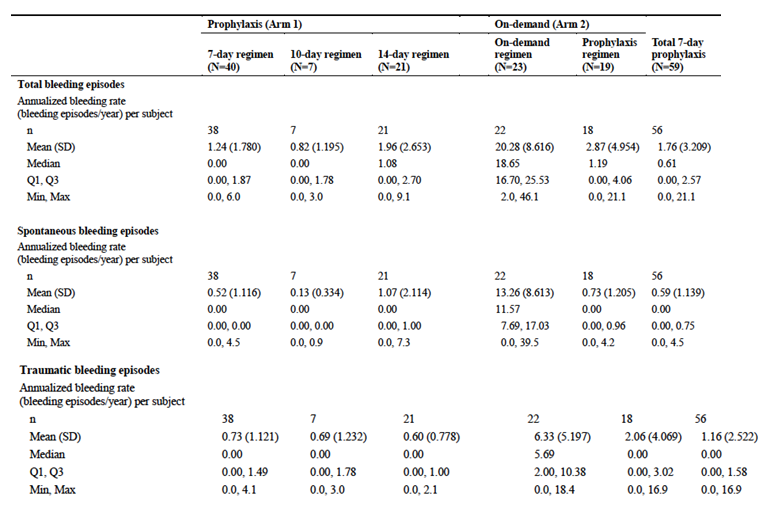 Prophylaxis (Arm 1) On-demand (Arm 2)
7-day regimen (N=40) 10-day regimen (N=7) 14-day regimen (N=21) On-demand regimen (N=23) Prophylaxis regimen (N=19) Total 7-day prophylaxis (N=59)
Total bleeding episodes
Annualized bleeding rate
(bleeding episodes/year) per subject
n 38 7 21 22 18 56
Mean (SD) 1.24 (1.780) 0.82 (1.195) 1.96 (2.653) 20.28 (8.616) 2.87 (4.954) 1.76 (3.209)
Median 0.00 0.00 1.08 18.65 1.19 0.61
Q1, Q3 0.00, 1.87 0.00, 1.78 0.00, 2.70 16.70, 25.53 0.00, 4.06 0.00, 2.57
Min, Max 0.0, 6.0 0.0, 3.0 0.0, 9.1 2.0, 46.1 0.0, 21.1 0.0, 21.1
Spontaneous bleeding episodes
Annualized bleeding rate
(bleeding episodes/year) per subject
n 38 7 21 22 18 56
Mean (SD) 0.52 (1.116) 0.13 (0.334) 1.07 (2.114) 13.26 (8.613) 0.73 (1.205) 0.59 (1.139)
Median 0.00 0.00 0.00 11.57 0.00 0.00
Q1, Q3 0.00, 0.00 0.00, 0.00 0.00, 1.00 7.69, 17.03 0.00, 0.96 0.00, 0.75
Min, Max 0.0, 4.5 0.0, 0.9 0.0, 7.3 0.0, 39.5 0.0, 4.2 0.0, 4.5
Traumatic bleeding episodes
Annualized bleeding rate
(bleeding episodes/year) per subject
n 38 7 21 22 18 56
Mean (SD) 0.73 (1.121) 0.69 (1.232) 0.60 (0.778) 6.33 (5.197) 2.06 (4.069) 1.16 (2.522)
Median 0.00 0.00 0.00 5.69 0.00 0.00
Q1, Q3 0.00, 1.49 0.00, 1.78 0.00, 1.00 2.00, 10.38 0.00, 3.02 0.00, 1.58
Min, Max 0.0, 4.1 0.0, 3.0 0.0, 2.1 0.0, 18.4 0.0, 16.9 0.0, 16.9